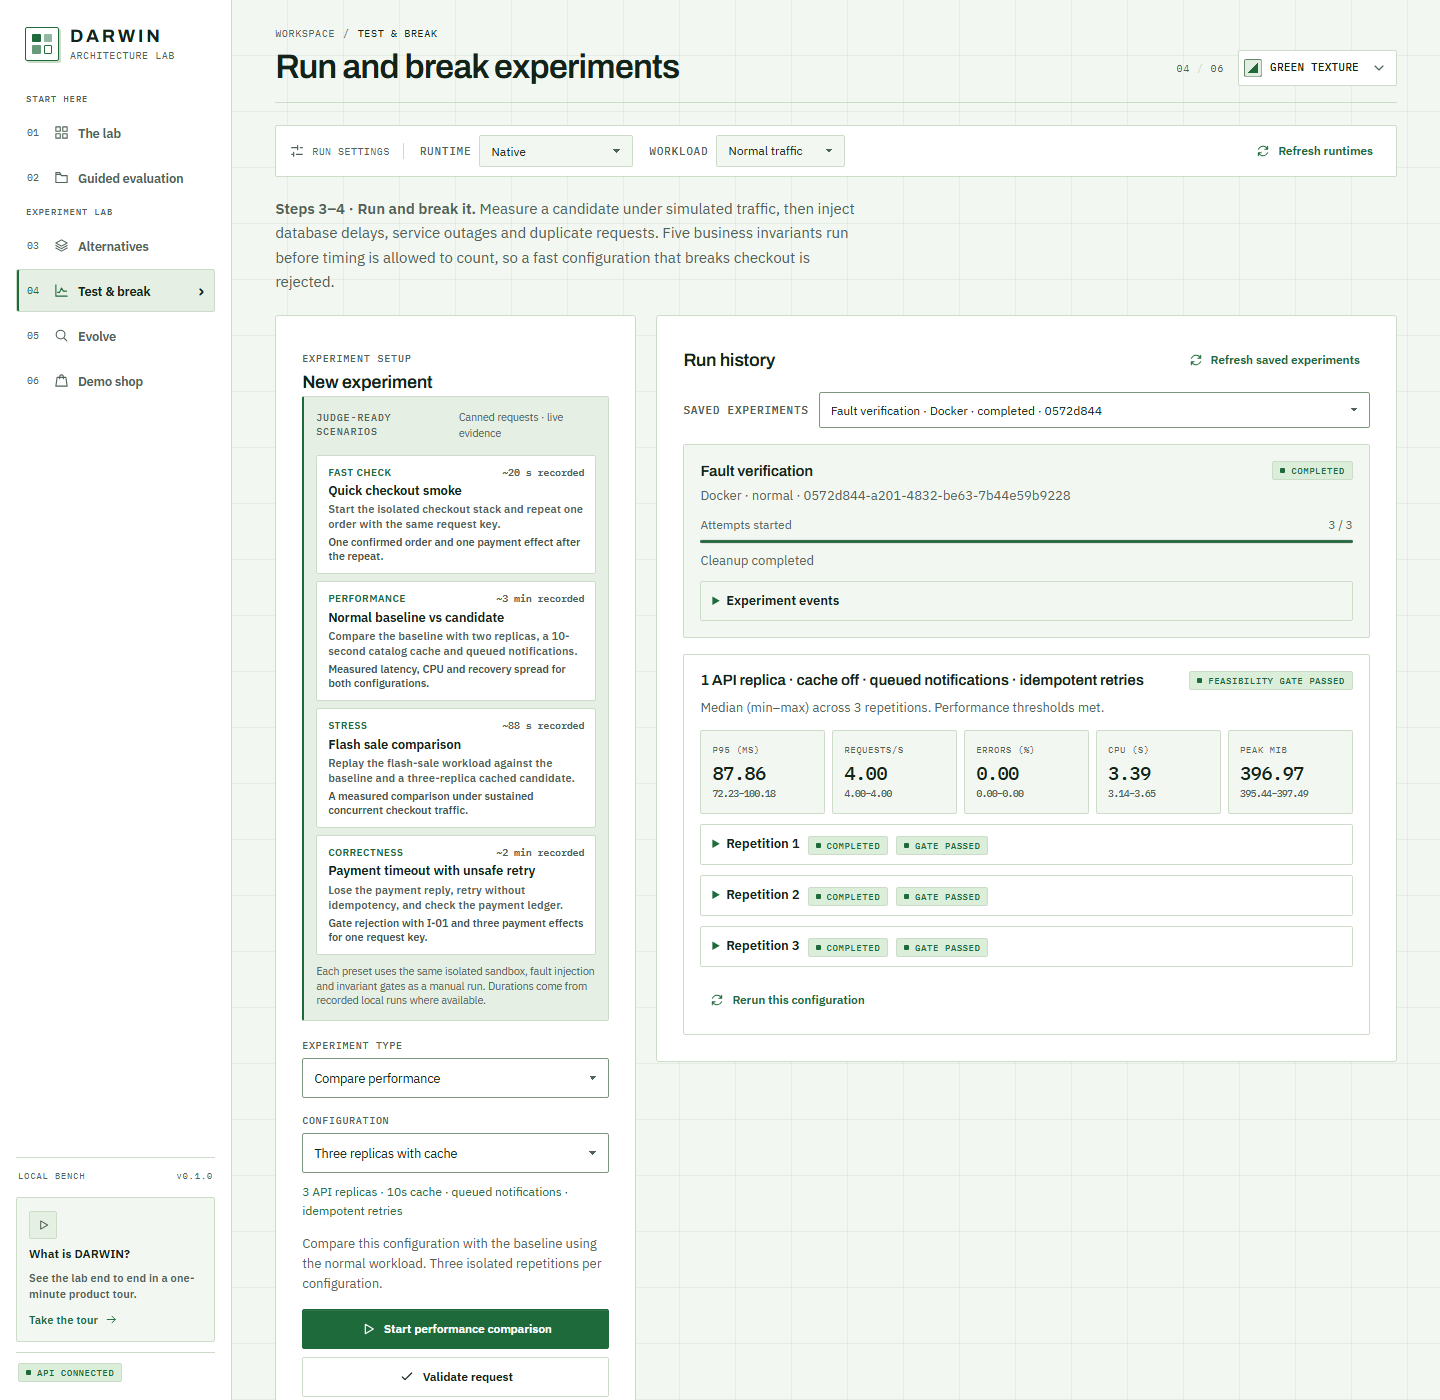 DARWIN
ARCHITECTURE LAB
START HERE
01 The lab
02 Guided evaluation
EXPERIMENT LAB
03 Alternatives
04 Test & break
05 Evolve
06 Demo shop
LOCAL BENCH v0.1.0
What is DARWIN?
See the lab end to end in a one-
minute product tour.
Take the tour
API CONNECTED
WORKSPACE / TEST & BREAK
Run and break experiments
04 / 06
GREEN TEXTURE
RUN SETTINGS
RUNTIME Native
WORKLOAD Normal traffic
Refresh runtimes
Steps 3–4 · Run and break it. Measure a candidate under simulated traffic, then inject
database delays, service outages and duplicate requests. Five business invariants run
before timing is allowed to count, so a fast configuration that breaks checkout is
rejected.
EXPERIMENT SETUP
New experiment
JUDGE-READY
SCENARIOS
Canned requests · live
evidence
FAST CHECK ~20 s recorded
Quick checkout smoke
Start the isolated checkout stack and repeat one
order with the same request key.
One confirmed order and one payment effect after
the repeat.
PERFORMANCE ~3 min recorded
Normal baseline vs candidate
Compare the baseline with two replicas, a 10-
second catalog cache and queued notifications.
Measured latency, CPU and recovery spread for
both configurations.
STRESS ~88 s recorded
Flash sale comparison
Replay the flash-sale workload against the
baseline and a three-replica cached candidate.
A measured comparison under sustained
concurrent checkout traffic.
CORRECTNESS ~2 min recorded
Payment timeout with unsafe retry
Lose the payment reply, retry without
idempotency, and check the payment ledger.
Gate rejection with I-01 and three payment effects
for one request key.
Each preset uses the same isolated sandbox, fault injection
and invariant gates as a manual run. Durations come from
recorded local runs where available.
EXPERIMENT TYPE
Compare performance
CONFIGURATION
Three replicas with cache
3 API replicas · 10s cache · queued notifications ·
idempotent retries
Compare this configuration with the baseline using
the normal workload. Three isolated repetitions per
configuration.
Start performance comparison
Validate request
Run history
Refresh saved experiments
SAVED EXPERIMENTS
Fault verification · Docker · completed · 0572d844
Fault verification
COMPLETED
Docker · normal · 0572d844-a201-4832-be63-7b44e59b9228
Attempts started 3 / 3
Cleanup completed
Experiment events
1 API replica · cache off · queued notifications · idempotent retries
FEASIBILITY GATE PASSED
Median (min–max) across 3 repetitions. Performance thresholds met.
P95 (MS)
87.86
72.23–100.18
REQUESTS/S
4.00
4.00–4.00
ERRORS (%)
0.00
0.00–0.00
CPU (S)
3.39
3.14–3.65
PEAK MIB
396.97
395.44–397.49
Repetition 1 COMPLETED GATE PASSED
Repetition 2 COMPLETED GATE PASSED
Repetition 3 COMPLETED GATE PASSED
Rerun this configuration